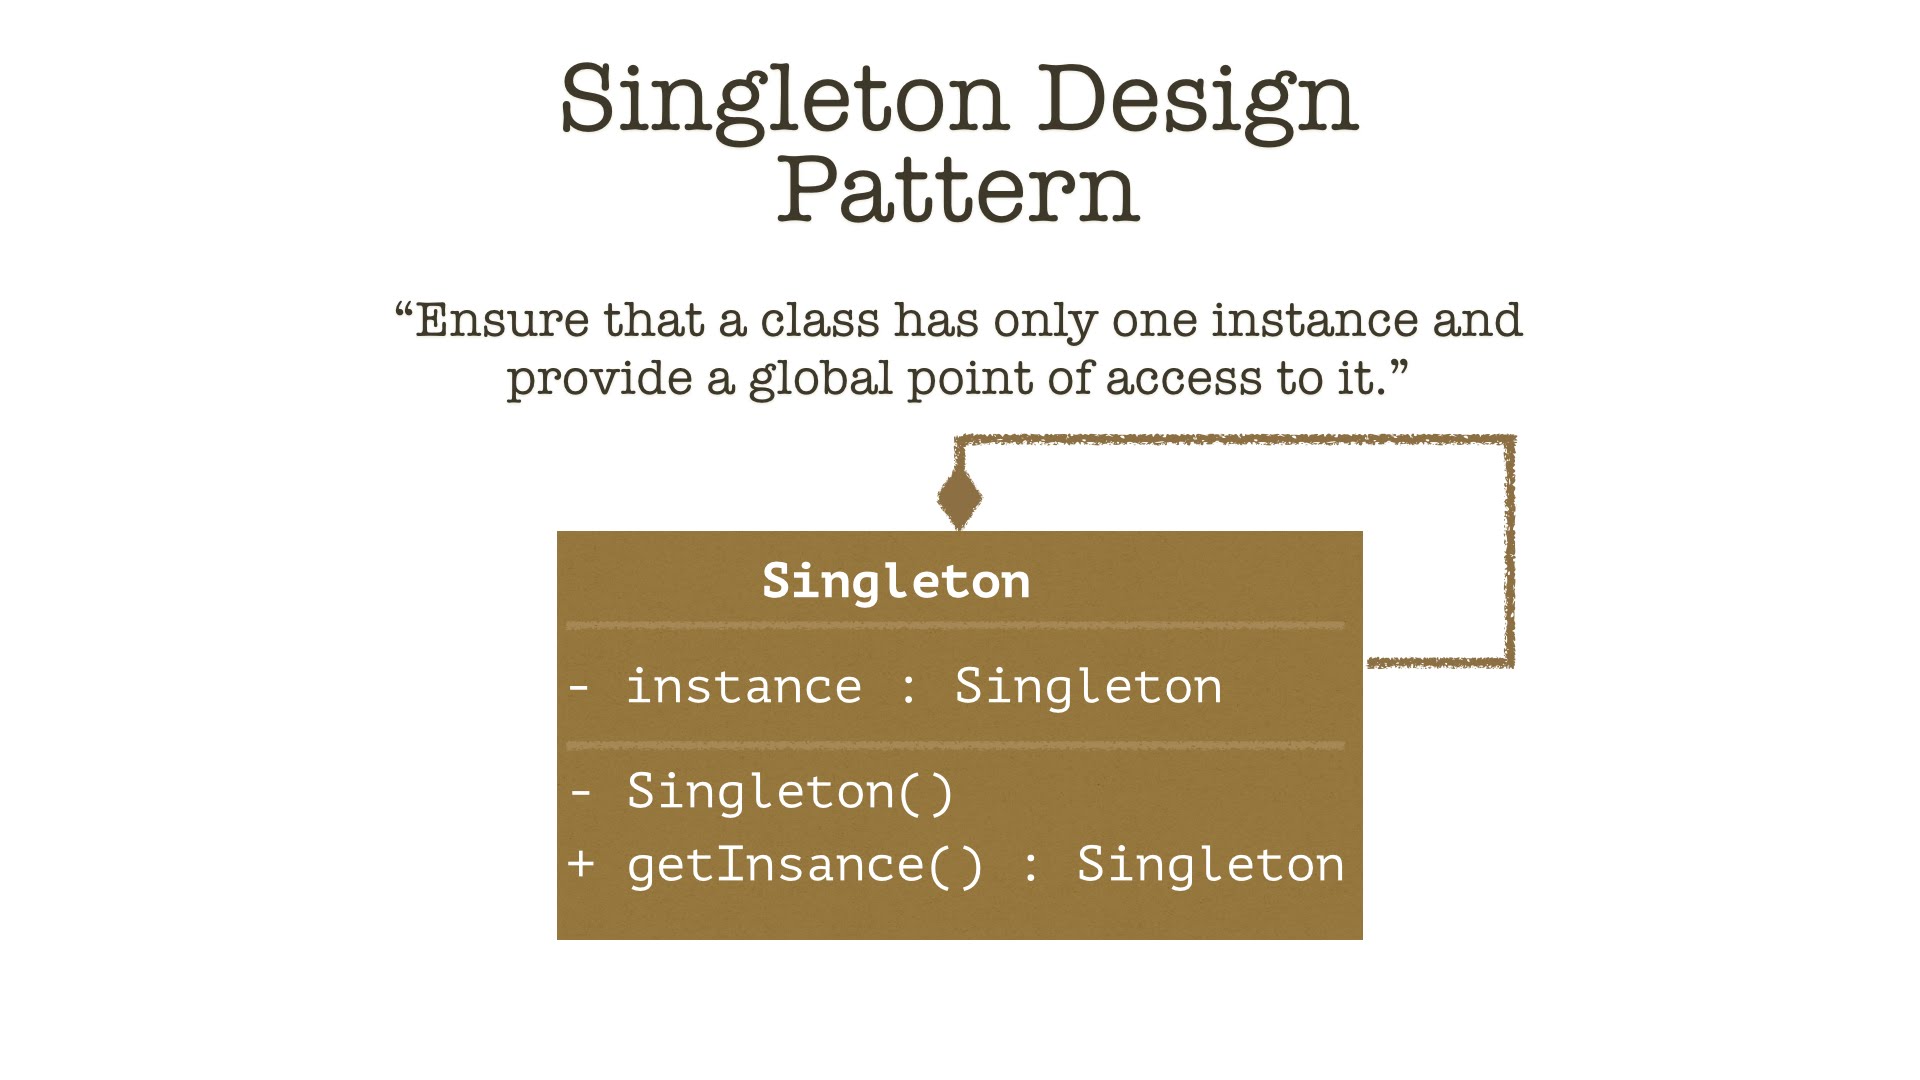 Singleton Design
Pattern
“Ensure that a class has only one instance and
provide a global point of access to it.”
Singleton
- instance : Singleton
- Singleton()
+ getInsance() : Singleton